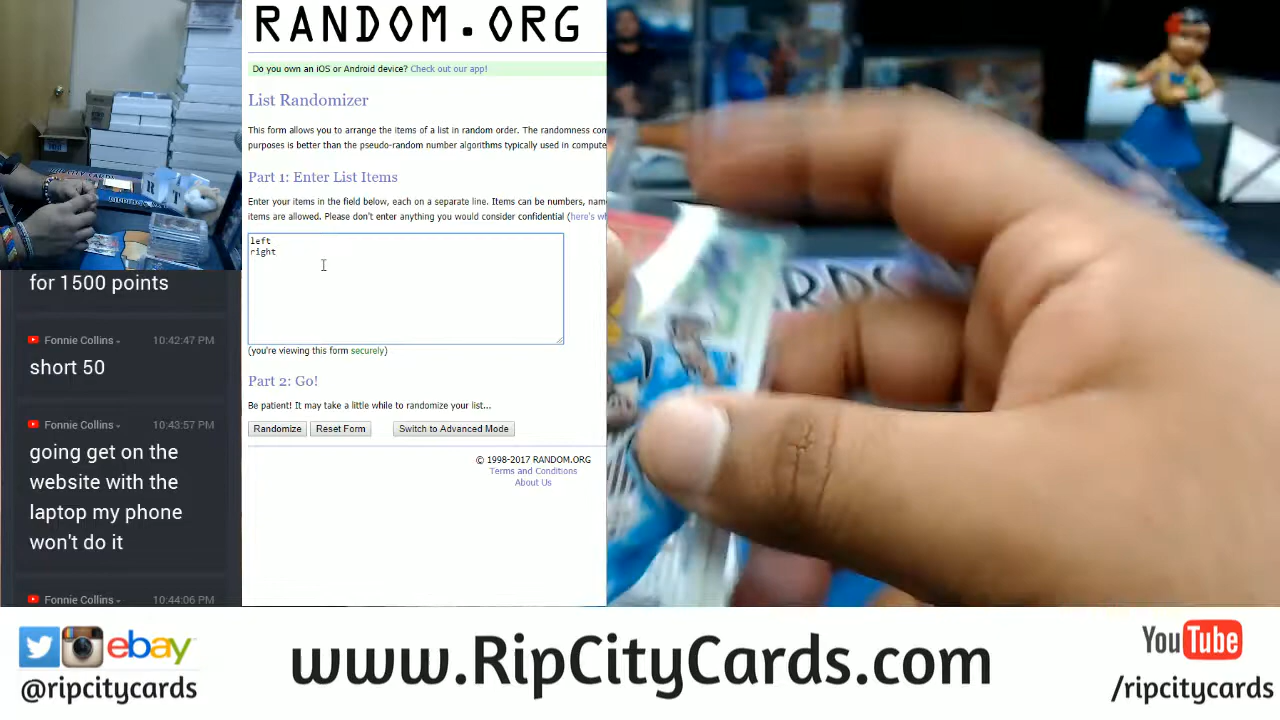 RANDOM.ORG
Do you own an iOS or Android device? Check out our app!
List Randomizer
This form allows you to arrange the items of a list in random order. The randomness com
purposes is better than the pseudo-random number algorithms typically used in compute
Part 1: Enter List Items
Enter your items in the field below, each on a separate line. Items can be numbers, nam
items are allowed. Please don't enter anything you would consider confidential (here's wh
left
right
(you're viewing this form securely)
Part 2: Go!
Be patient! It may take a little while to randomize your list...
Randomize Reset Form Switch to Advanced Mode
© 1998-2017 RANDOM.ORG
Terms and Conditions
About Us
for 1500 points
Fonnie Collins 10:42:47 PM
short 50
Fonnie Collins 10:43:57 PM
going get on the
website with the
laptop my phone
won't do it
Fonnie Collins 10:44:06 PM
ARDS
ebay
@ripcitycards
www.RipCityCards.com
YouTube
/ripcitycards